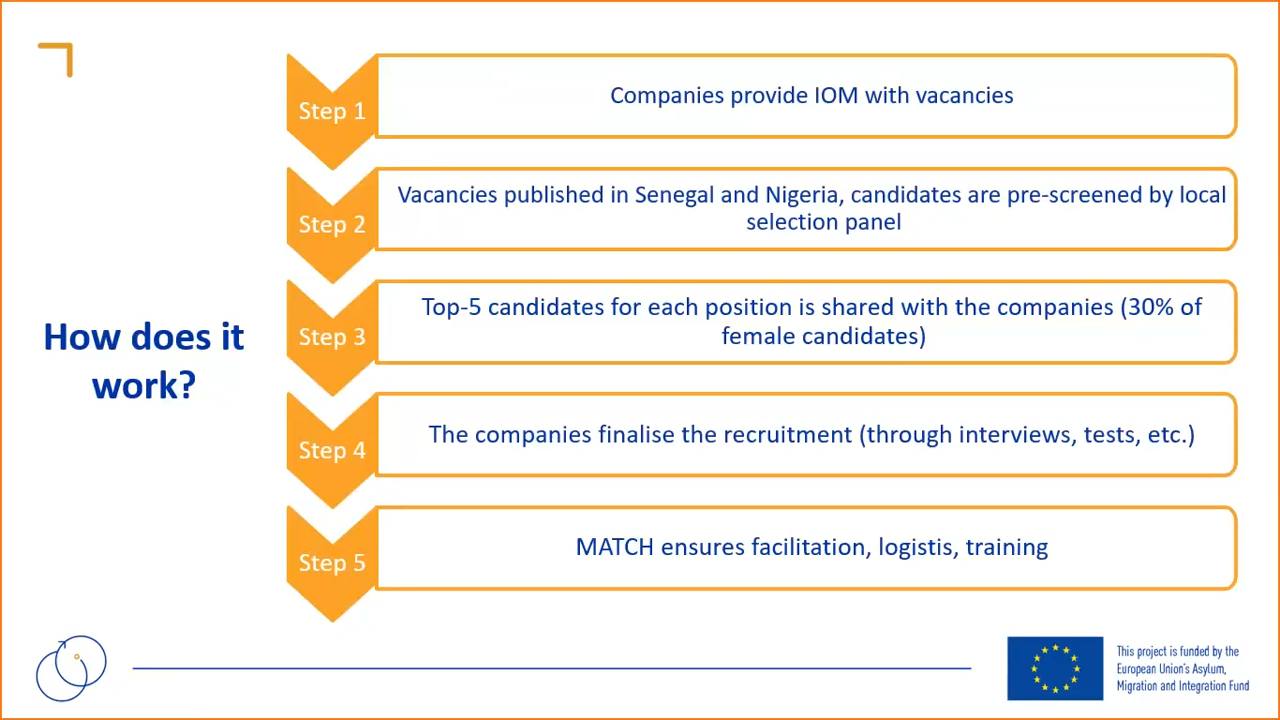 How does it
work?
Step 1
Companies provide IOM with vacancies
Step 2
Vacancies published in Senegal and Nigeria, candidates are pre-screened by local
selection panel
Step 3
Top-5 candidates for each position is shared with the companies (30% of
female candidates)
Step 4
The companies finalise the recruitment (through interviews, tests, etc.)
Step 5
MATCH ensures facilitation, logistis, training
This project is funded by the
European Union's Asylum,
Migration and Integration Fund